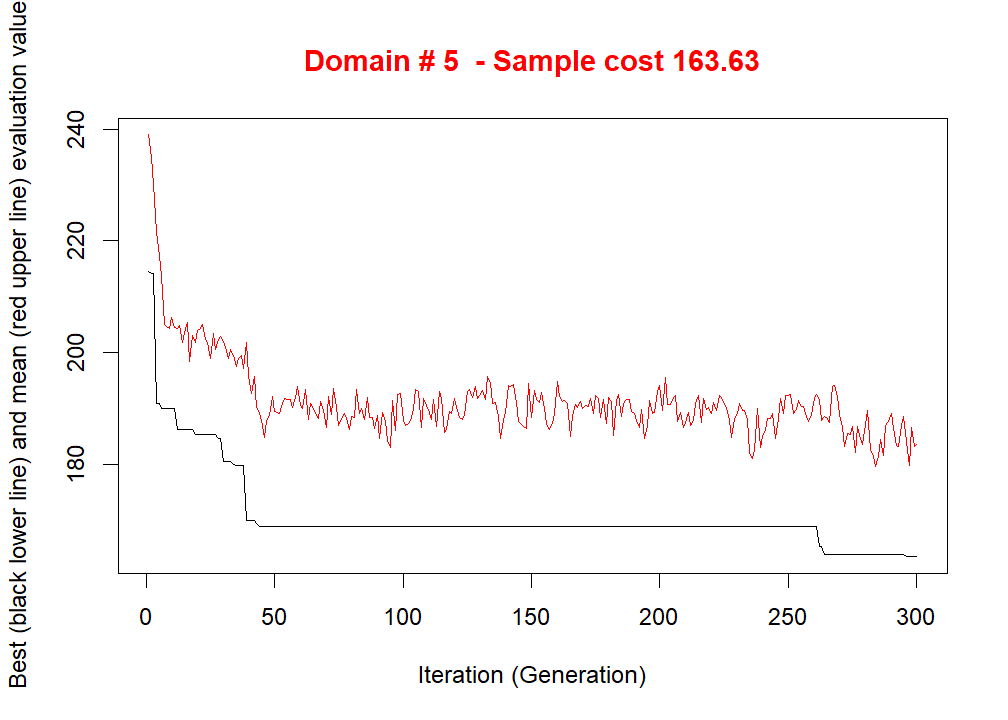 Domain # 5  - Sample cost 163.63
Best (black lower line) and mean (red upper line) evaluation value
240
220
200
180
0 50 100 150 200 250 300
Iteration (Generation)